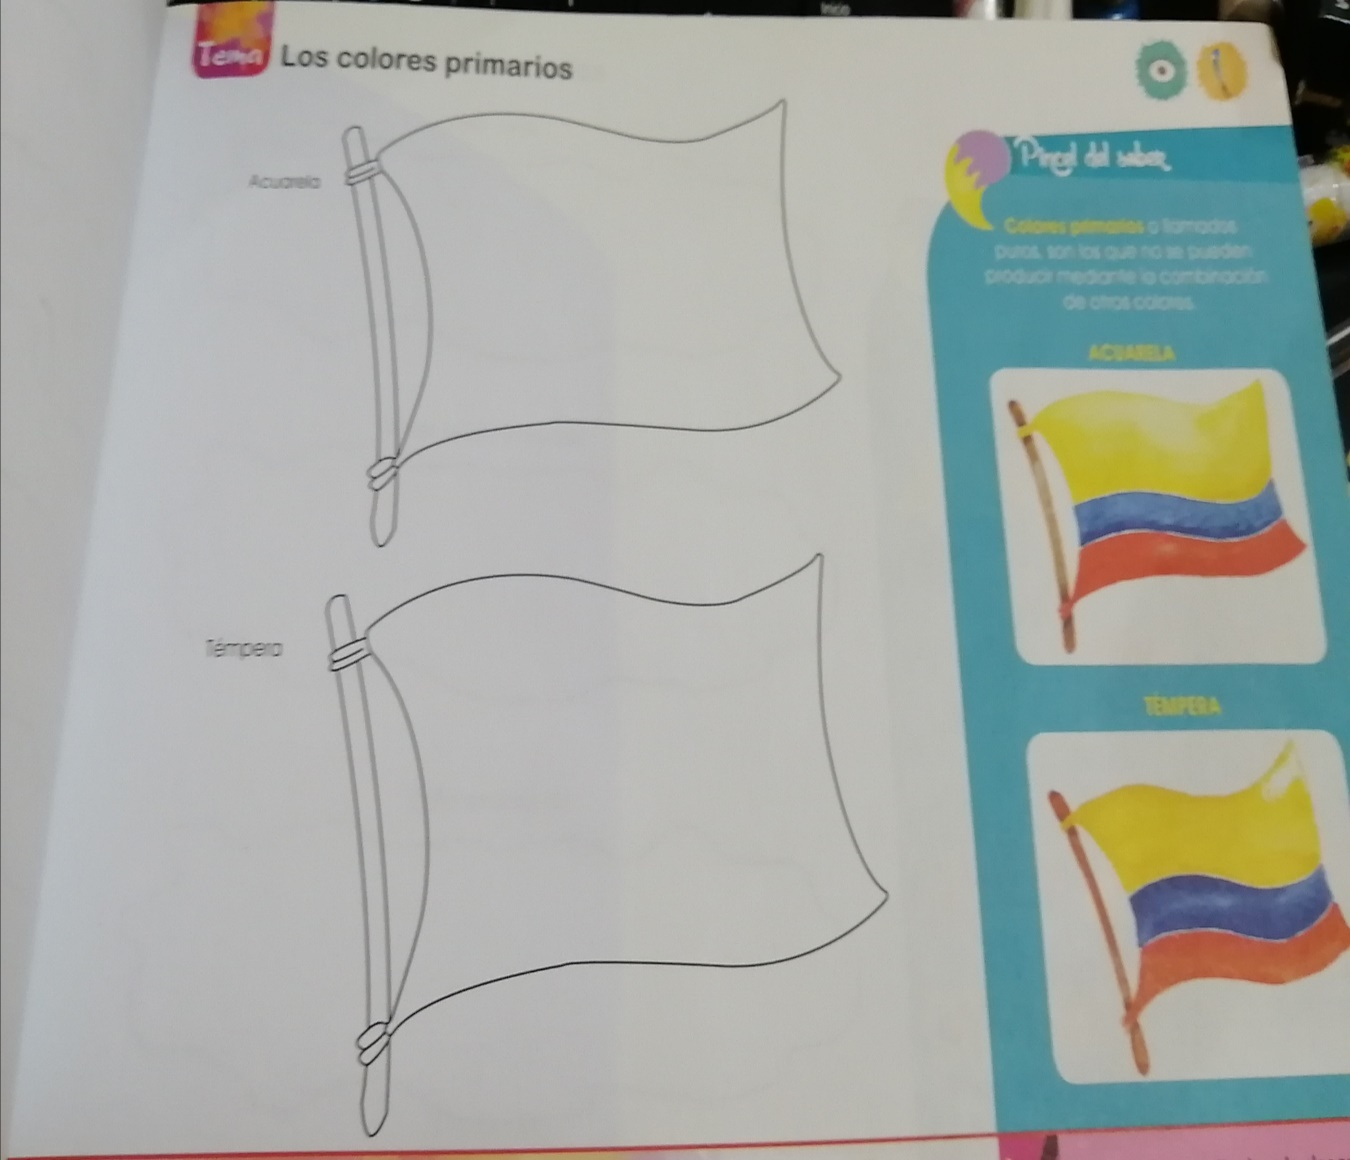 Inicio
Tema
Los colores primarios
Acuarela
Témpera
Pincel del saber
Colores primarios o llamados
puros, son los que no se pueden
producir mediante la combinación
de otros colores.
ACUARELA
TÉMPERA